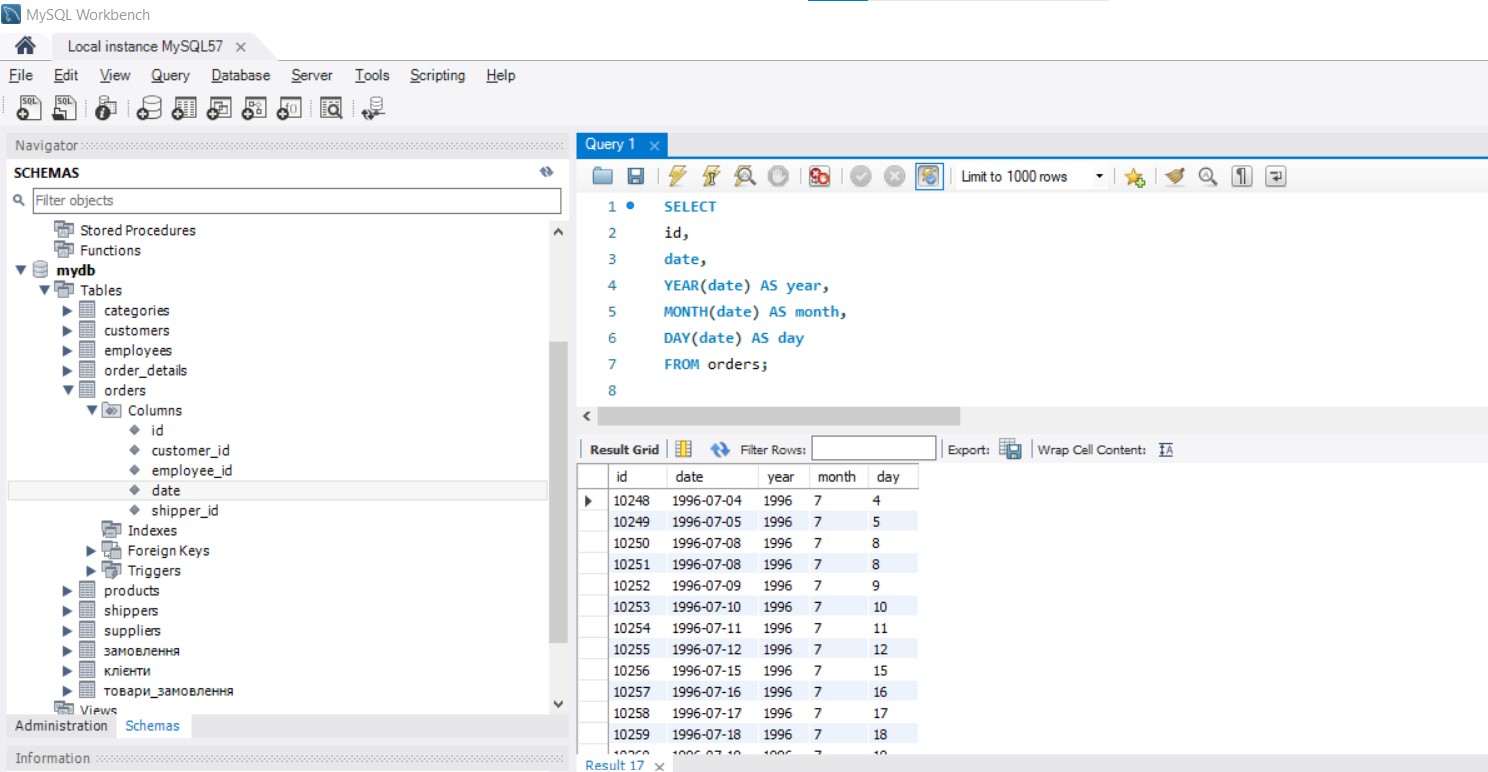 MySQL Workbench
Local instance MySQL57
File Edit View Query Database Server Tools Scripting Help
Navigator
SCHEMAS
Filter objects
Stored Procedures
Functions
mydb
Tables
categories
customers
employees
order_details
orders
Columns
id
customer_id
employee_id
date
shipper_id
Indexes
Foreign Keys
Triggers
products
shippers
suppliers
замовлення
клієнти
товари_замовлення
Views
Administration Schemas
Information
Query 1
Limit to 1000 rows
1 SELECT
2 id,
3 date,
4 YEAR(date) AS year,
5 MONTH(date) AS month,
6 DAY(date) AS day
7 FROM orders;
8
Result Grid Filter Rows: Export: Wrap Cell Content:
id date year month day
10248 1996-07-04 1996 7 4
10249 1996-07-05 1996 7 5
10250 1996-07-08 1996 7 8
10251 1996-07-08 1996 7 8
10252 1996-07-09 1996 7 9
10253 1996-07-10 1996 7 10
10254 1996-07-11 1996 7 11
10255 1996-07-12 1996 7 12
10256 1996-07-15 1996 7 15
10257 1996-07-16 1996 7 16
10258 1996-07-17 1996 7 17
10259 1996-07-18 1996 7 18
Result 17